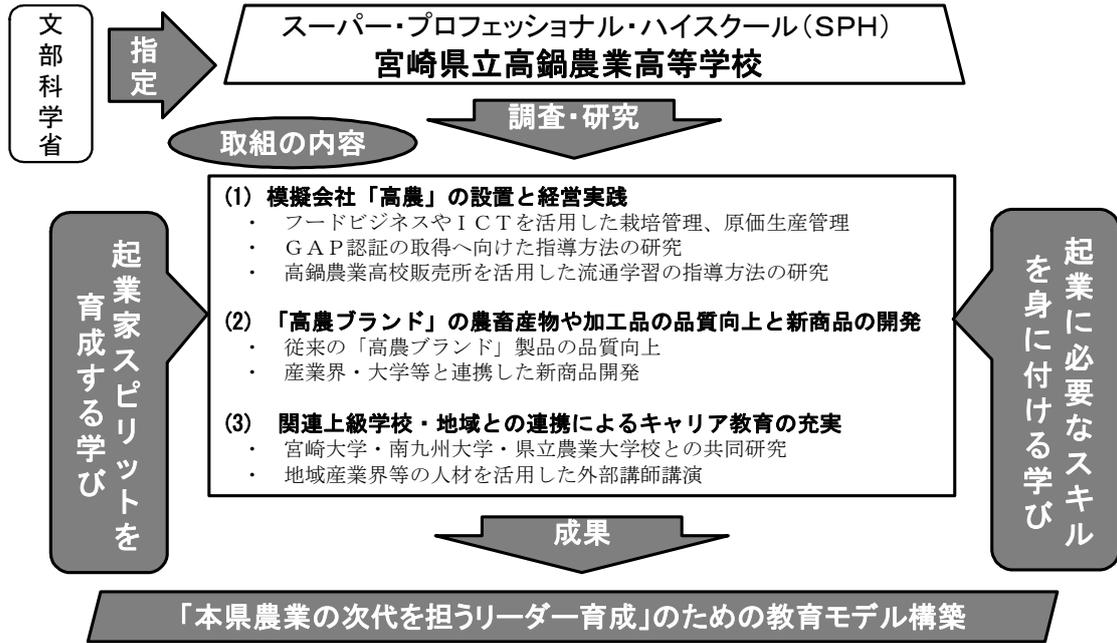 文部科学省
指定
スーパー・プロフェッショナル・ハイスクール(SPH)
宮崎県立高鍋農業高等学校
調査・研究
取組の内容
(1) 模擬会社「高農」の設置と経営実践
・ フードビジネスやＩＣＴを活用した栽培管理、原価生産管理
・ ＧＡＰ認証の取得へ向けた指導方法の研究
・ 高鍋農業高校販売所を活用した流通学習の指導方法の研究
(2) 「高農ブランド」の農畜産物や加工品の品質向上と新商品の開発
・ 従来の「高農ブランド」製品の品質向上
・ 産業界・大学等と連携した新商品開発
(3) 関連上級学校・地域との連携によるキャリア教育の充実
・ 宮崎大学・南九州大学・県立農業大学校との共同研究
・ 地域産業界等の人材を活用した外部講師講演
起業家スピリットを
育成する学び
起業に必要なスキル
を身に付ける学び
成果
「本県農業の次代を担うリーダー育成」のための教育モデル構築